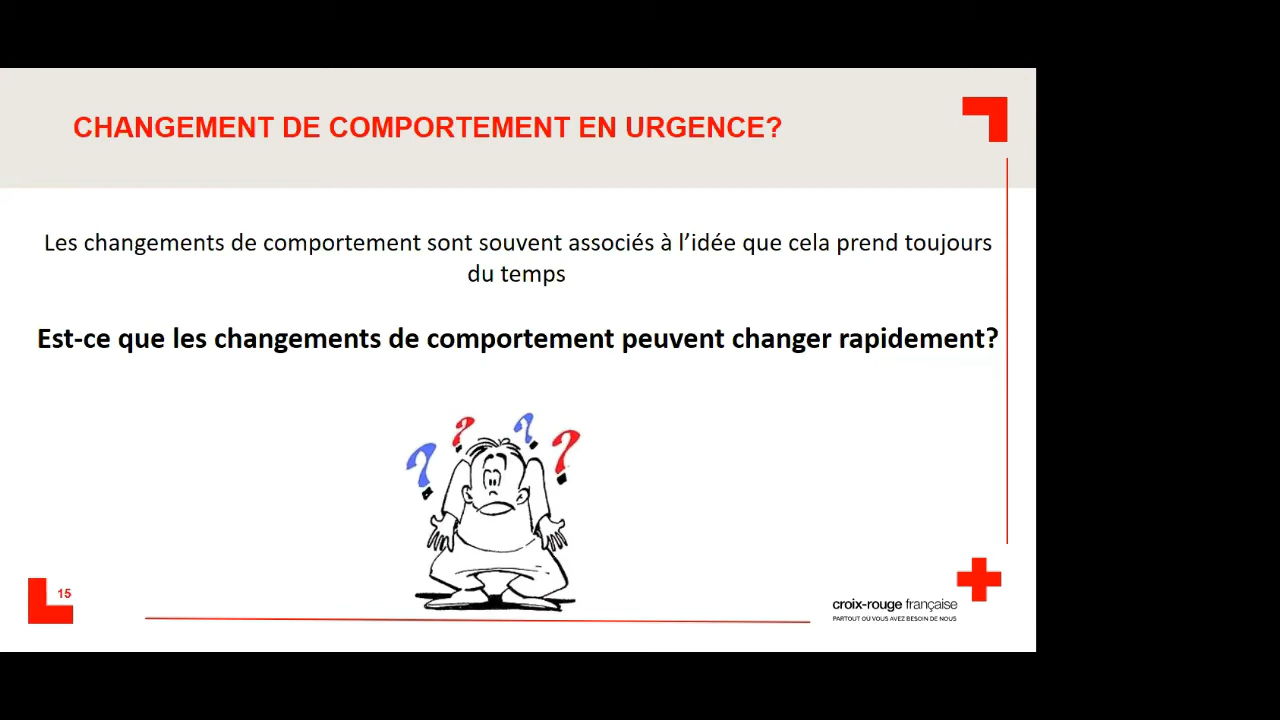 CHANGEMENT DE COMPORTEMENT EN URGENCE?
Les changements de comportement sont souvent associés à l’idée que cela prend toujours
du temps
Est-ce que les changements de comportement peuvent changer rapidement?
? ? ? ?
15
croix-rouge française
PARTOUT OÙ VOUS AVEZ BESOIN DE NOUS